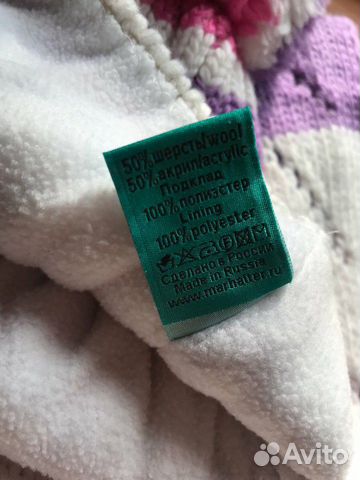 50%шерсть/wool
50%акрил/acrylic
Подклад
100%полиэстер
Lining
100%polyester
Сделано в России
Made in Russia
www.marhatter.ru
Avito